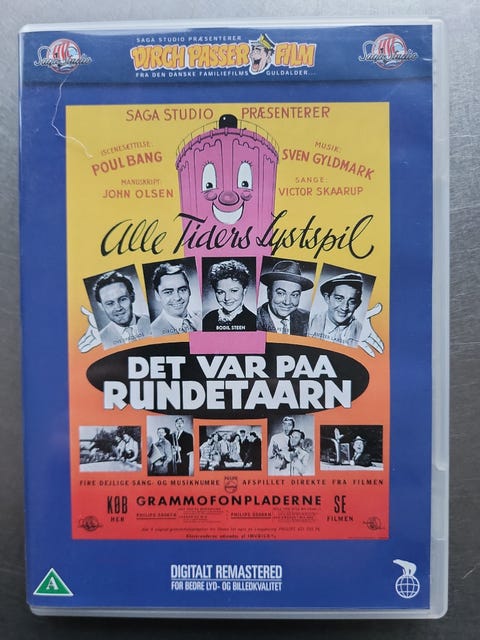 SAGA STUDIO PRÆSENTERER
DIRCH PASSER FILM
FRA DEN DANSKE FAMILIEFILMS GULDALDER...
Saga Studio
Saga Studio
SAGA STUDIO PRÆSENTERER
ISCENESÆTTELSE:
POUL BANG
MUSIK:
SVEN GYLDMARK
MANUSKRIPT:
JOHN OLSEN
SANGE:
VICTOR SKAARUP
Alle Tiders Lystspil
BODIL STEEN
DET VAR PAA
RUNDETAARN
FIRE DEJLIGE SANG- OG MUSIKNUMRE AFSPILLET DIREKTE FRA FILMEN
PHILIPS
KØB GRAMMOFONPLADERNE SE
HER FILMEN
A
DIGITALT REMASTERED
FOR BEDRE LYD- OG BILLEDKVALITET